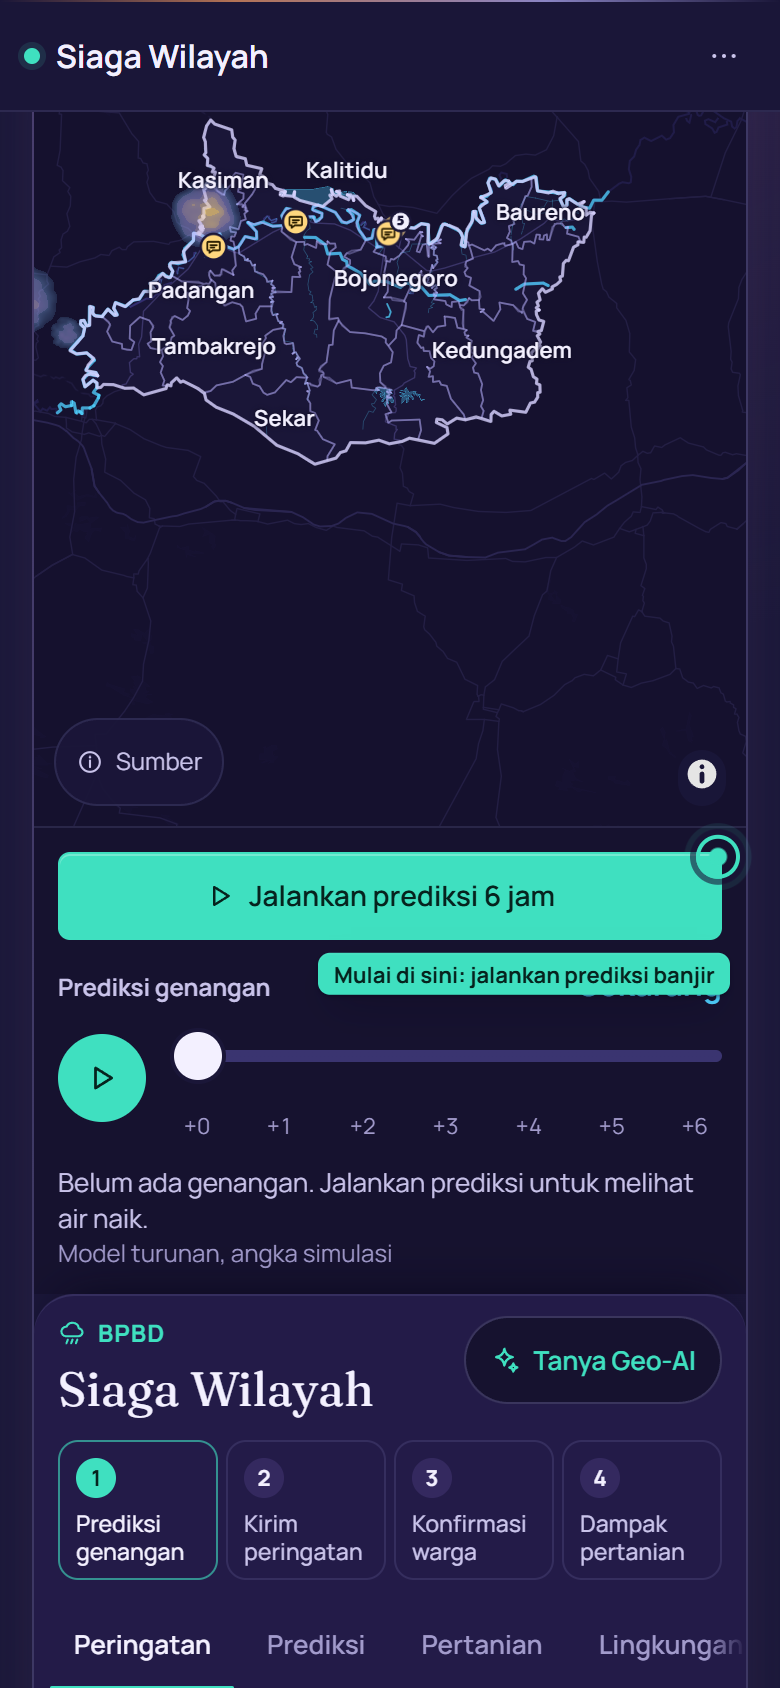 Siaga Wilayah
Kasiman
Kalitidu
5
Baureno
Bojonegoro
Padangan
Tambakrejo
Kedungadem
Sekar
Sumber
Jalankan prediksi 6 jam
Mulai di sini: jalankan prediksi banjir
Prediksi genangan
+0 +1 +2 +3 +4 +5 +6
Belum ada genangan. Jalankan prediksi untuk melihat
air naik.
Model turunan, angka simulasi
BPBD
Siaga Wilayah
Tanya Geo-AI
1
Prediksi
genangan
2
Kirim
peringatan
3
Konfirmasi
warga
4
Dampak
pertanian
Peringatan Prediksi Pertanian Lingkungan